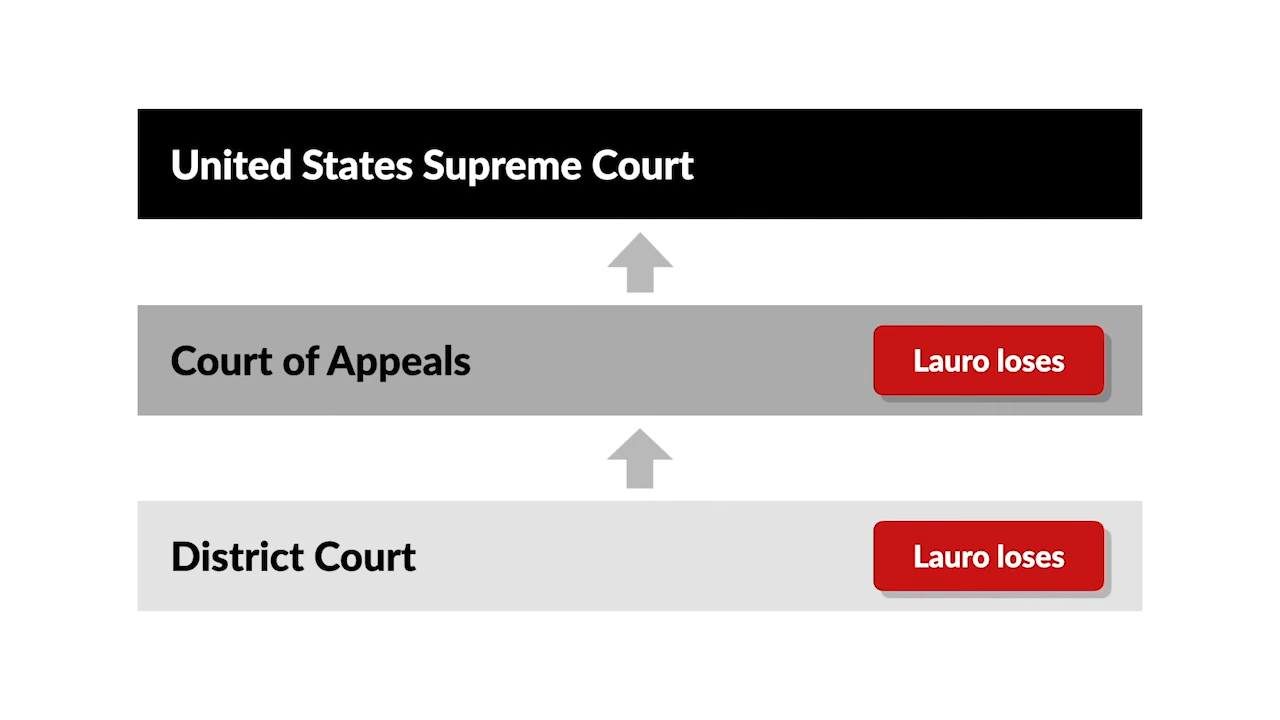 United States Supreme Court
Court of Appeals
Lauro loses
District Court
Lauro loses